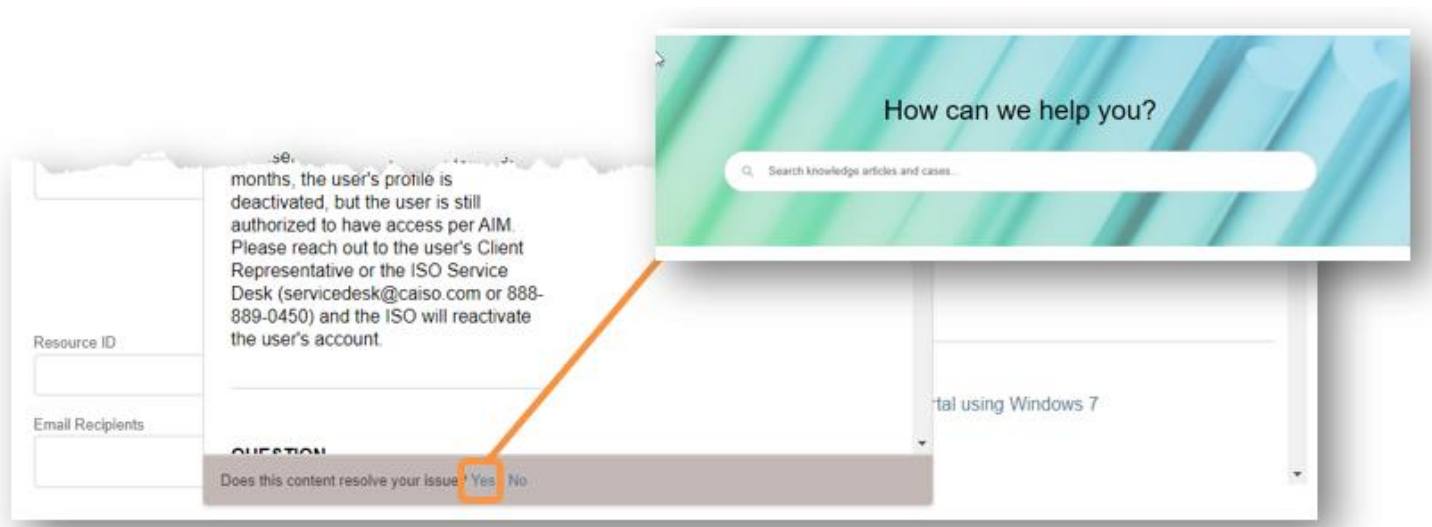 How can we help you?
Search knowledge articles and cases...
months, the user's profile is
deactivated, but the user is still
authorized to have access per AIM.
Please reach out to the user's Client
Representative or the ISO Service
Desk (servicedesk@caiso.com or 888-
889-0450) and the ISO will reactivate
the user's account.
Resource ID
Email Recipients
rtal using Windows 7
QUESTION
Does this content resolve your issue? Yes No